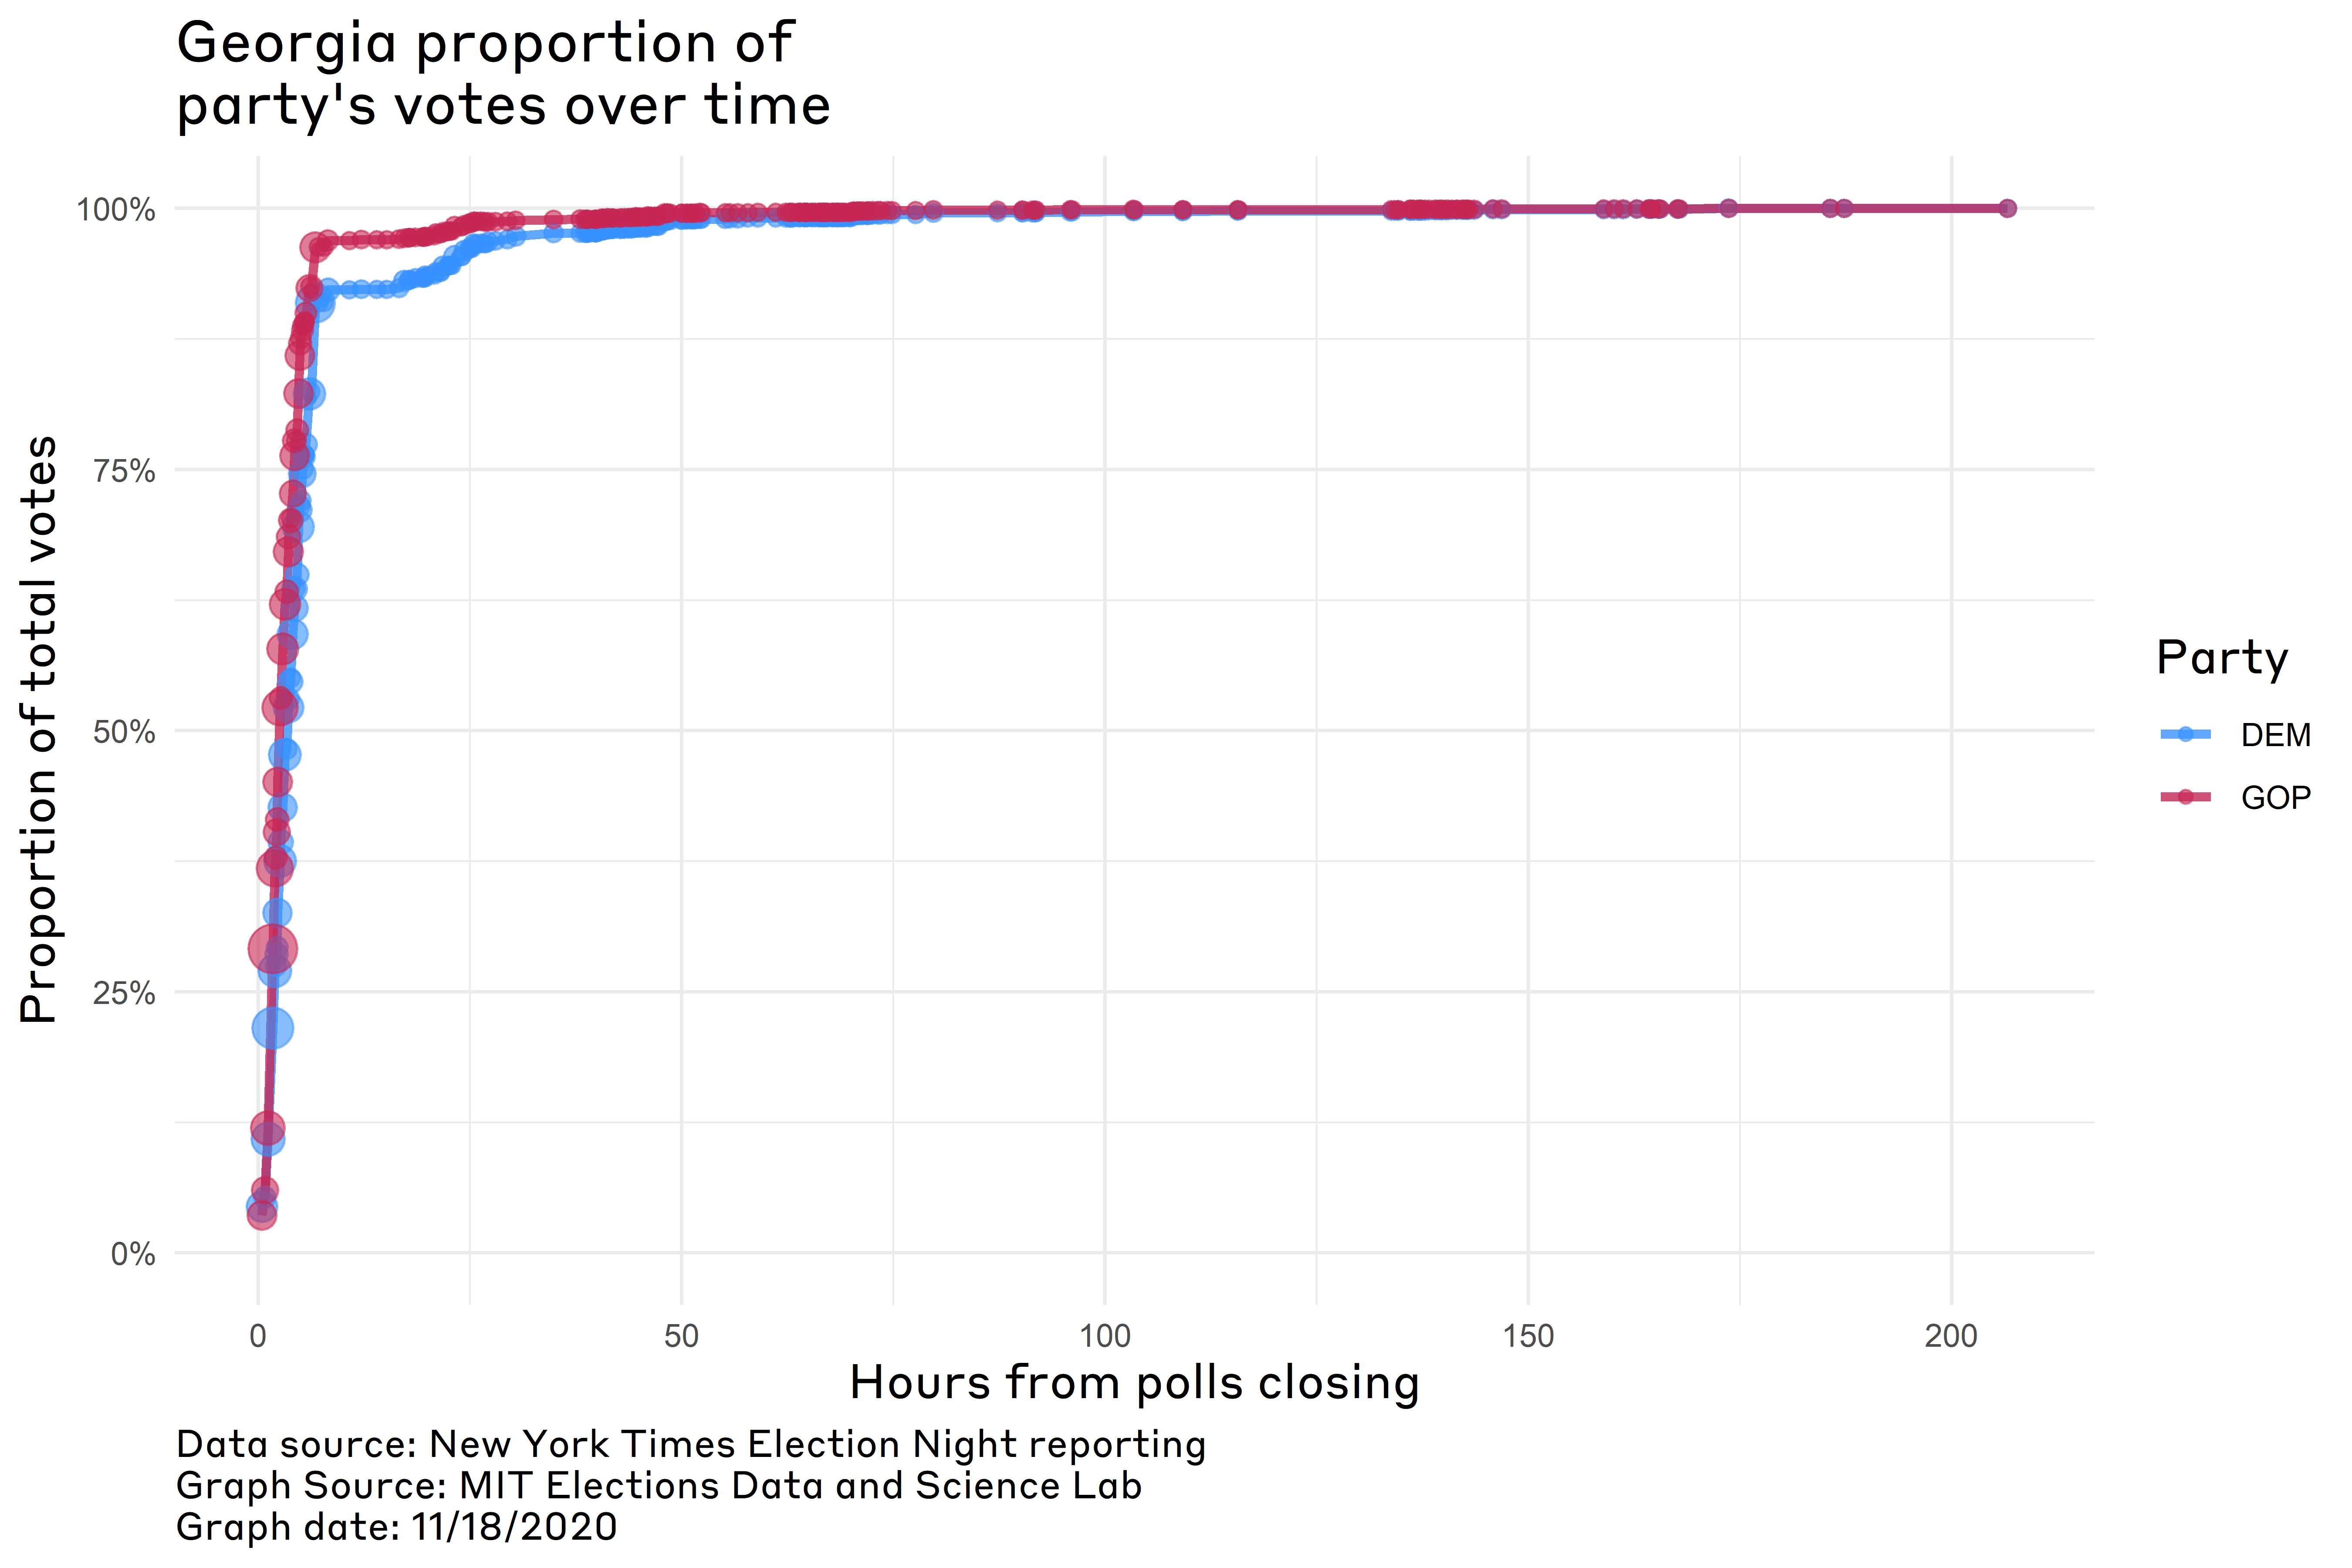 Georgia proportion of
party's votes over time
Proportion of total votes
100%
75%
50%
25%
0%
0
50
100
150
200
Hours from polls closing
Party
DEM
GOP
Data source: New York Times Election Night reporting
Graph Source: MIT Elections Data and Science Lab
Graph date: 11/18/2020